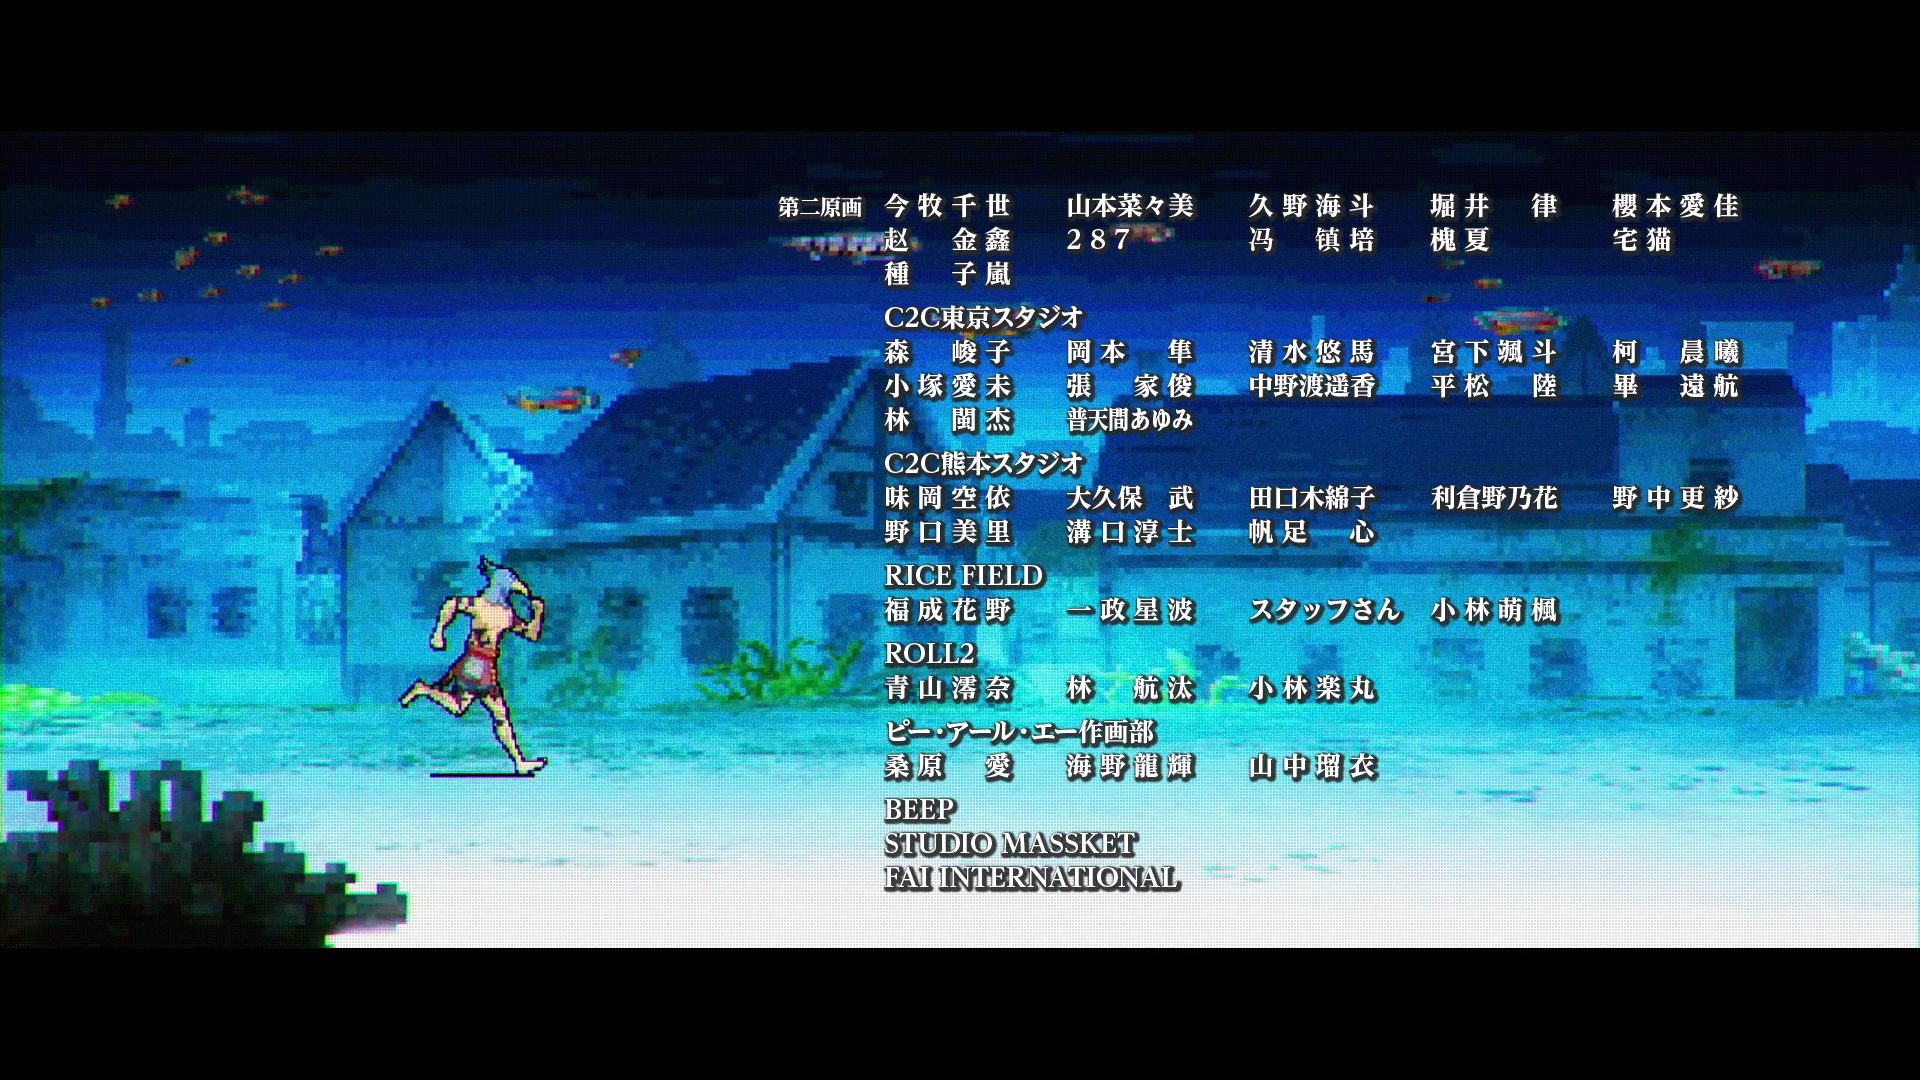 第二原画 今牧千世 山本菜々美 久野海斗 堀井律 櫻本愛佳
赵金鑫 287 冯镇培 槐夏 宅猫
種子嵐
C2C東京スタジオ
森峻子 岡本隼 清水悠馬 宮下颯斗 柯晨曦
小塚愛未 張家俊 中野渡遥香 平松陸 畢遠航
林閩杰 普天間あゆみ
C2C熊本スタジオ
味岡空依 大久保武 田口木綿子 利倉野乃花 野中更紗
野口美里 溝口淳士 帆足心
RICE FIELD
福成花野 一政星波 スタッフさん 小林萌楓
ROLL2
青山澪奈 林航汰 小林楽丸
ピー・アール・エー作画部
桑原愛 海野龍輝 山中瑠衣
BEEP
STUDIO MASSKET
FAI INTERNATIONAL